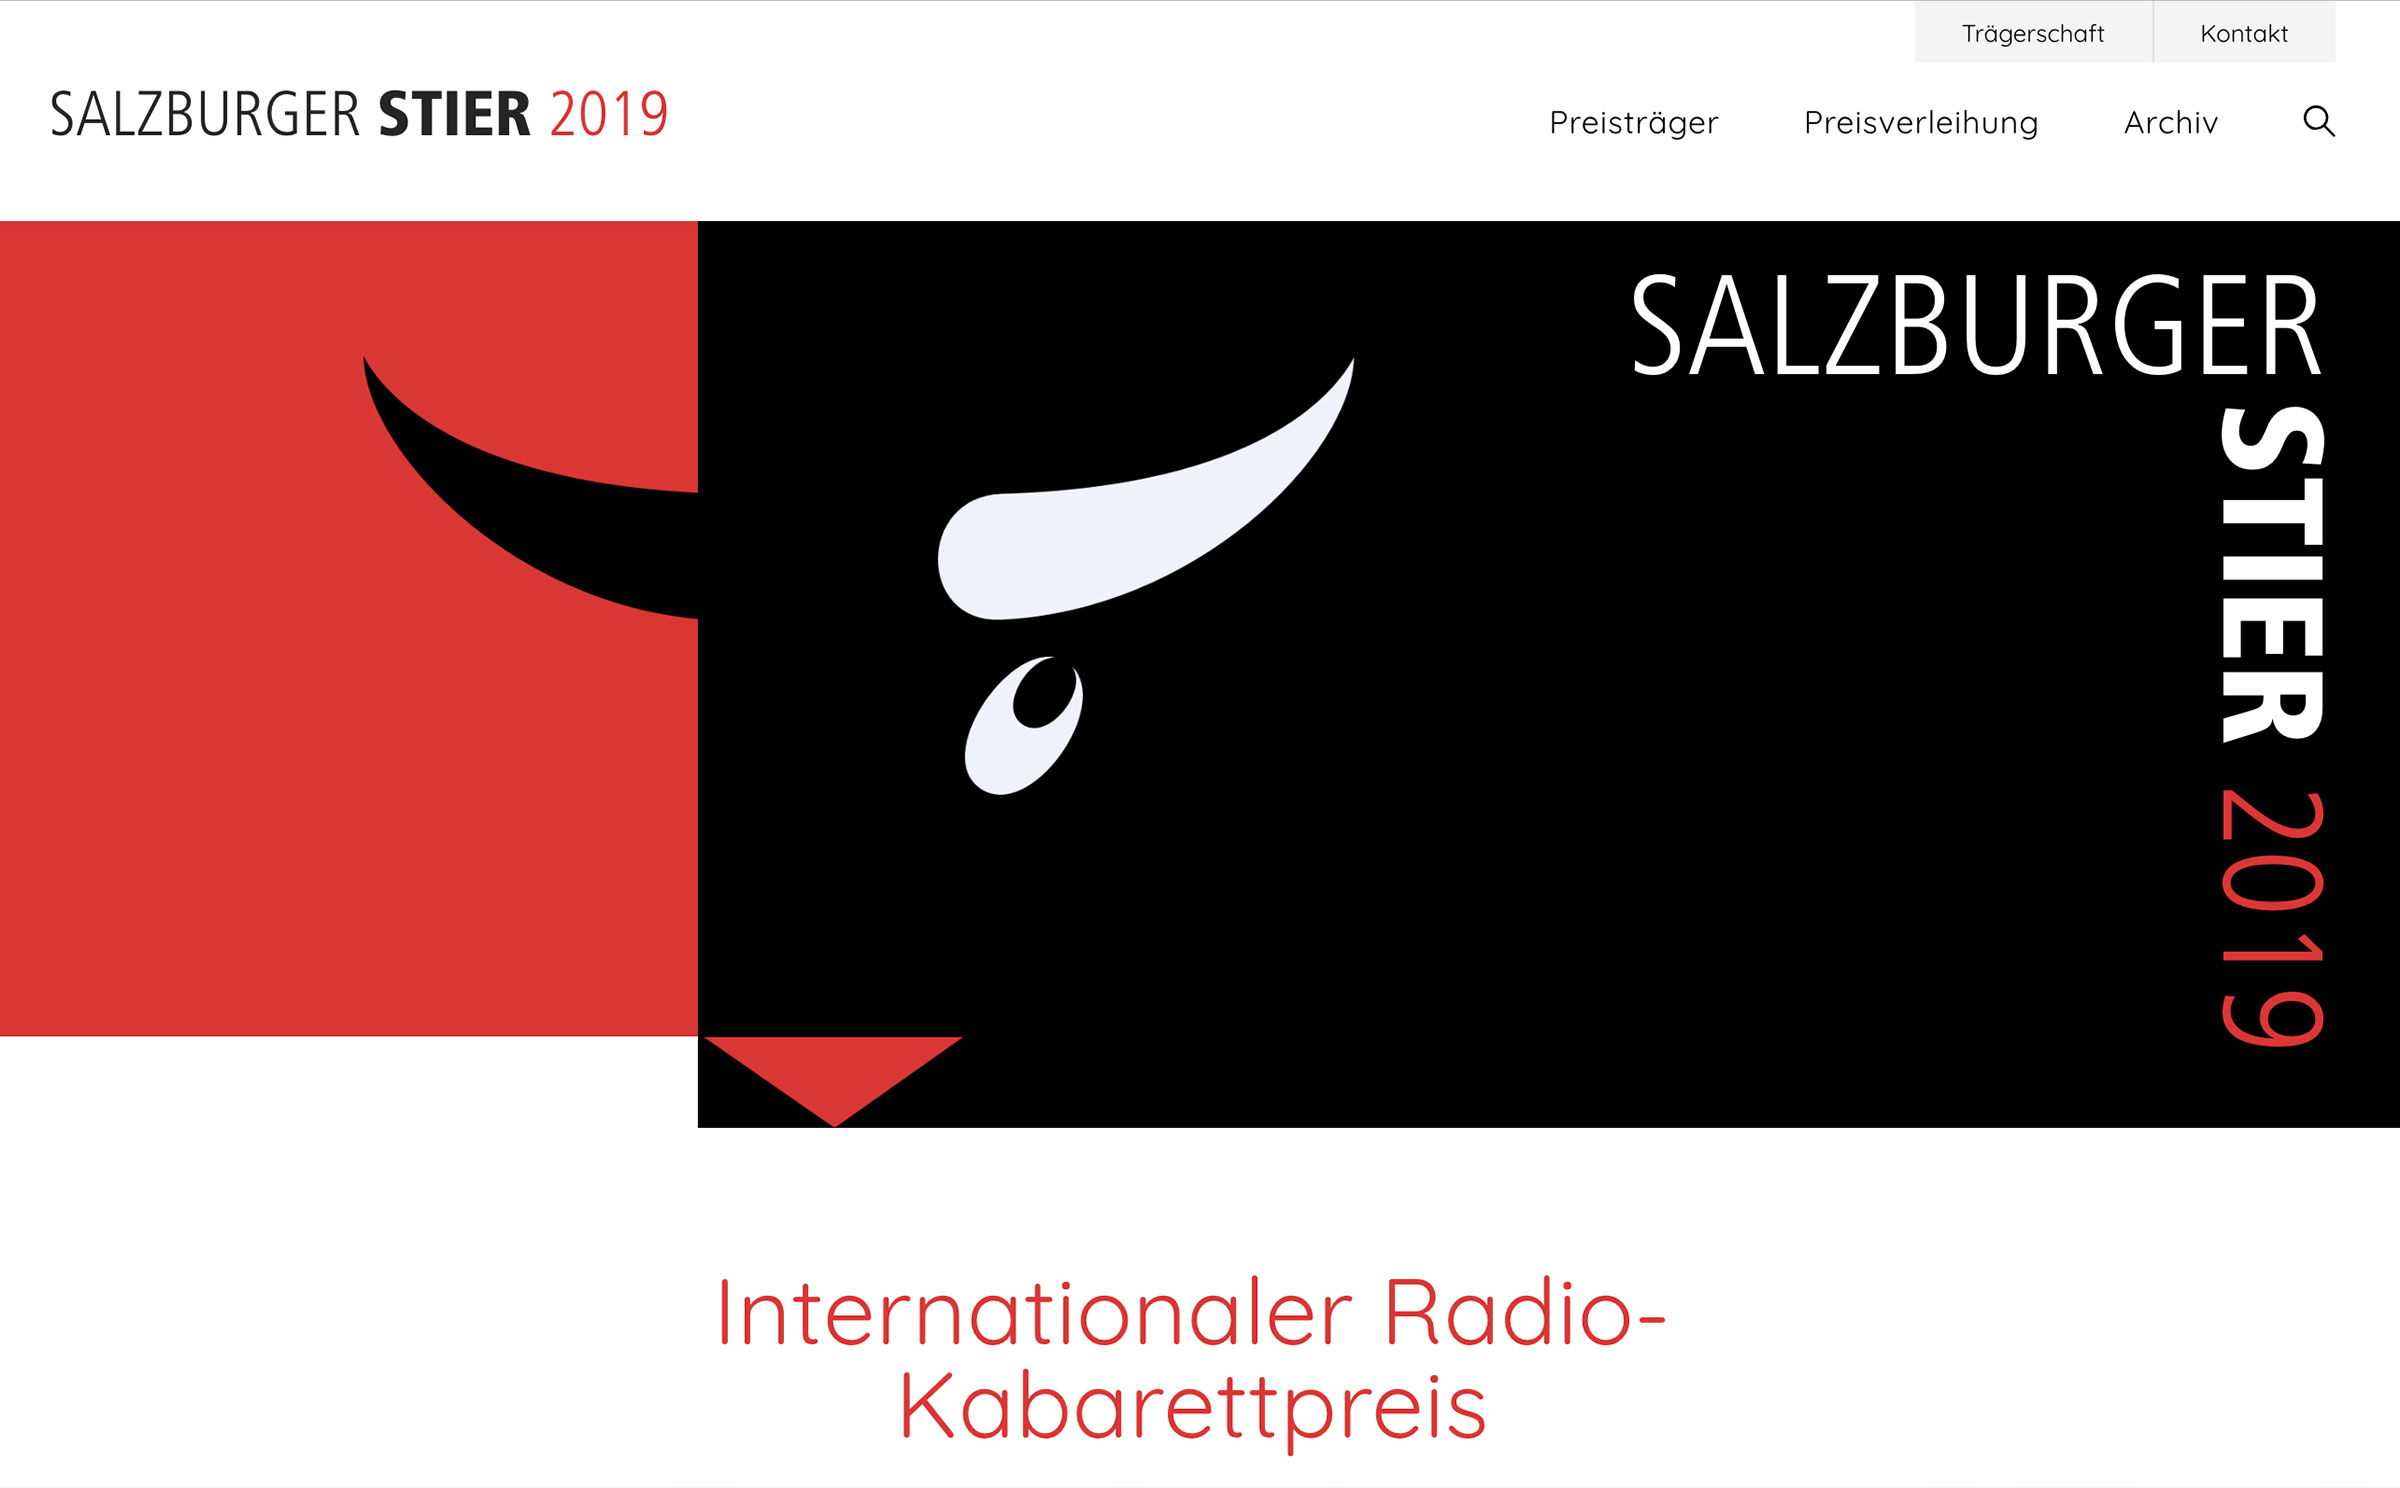 Trägerschaft Kontakt
SALZBURGER STIER 2019
Preisträger Preisverleihung Archiv
SALZBURGER
STIER 2019
Internationaler Radio-
Kabarettpreis